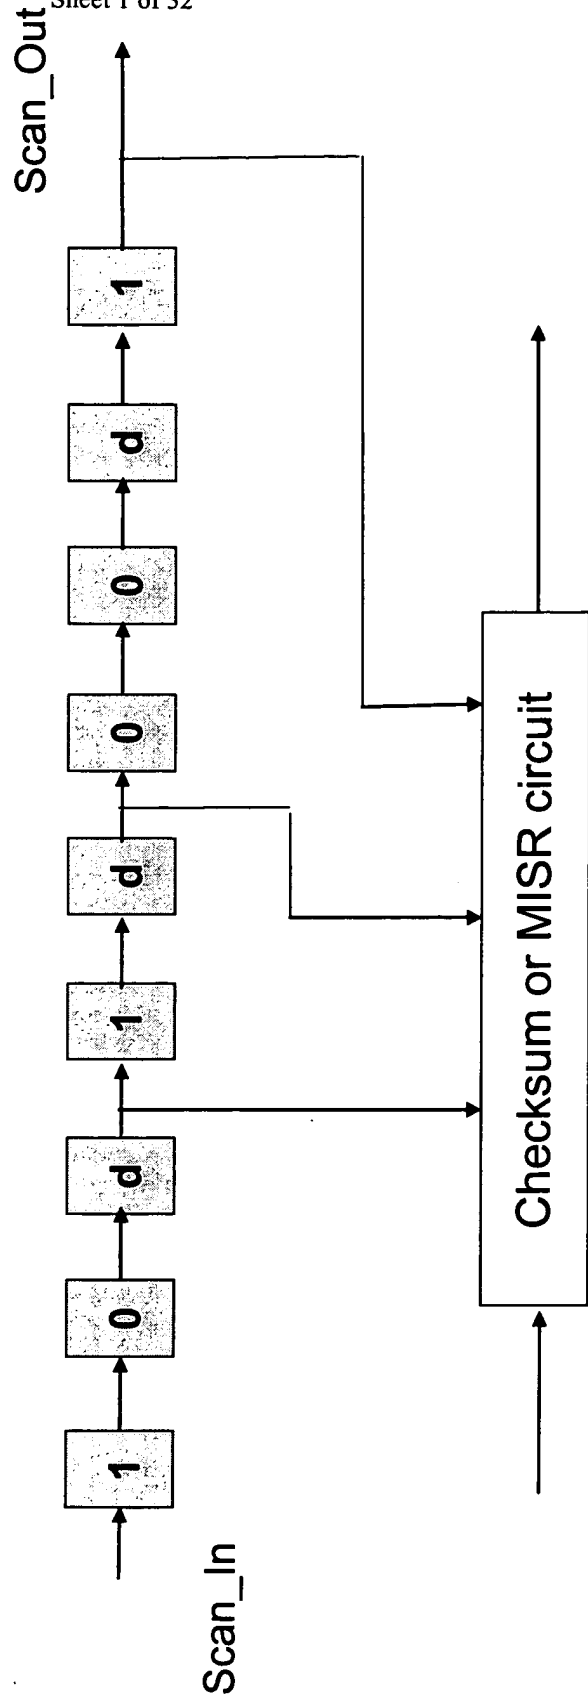 Sheet 1 of 32
Scan_In
1
0
d
1
d
0
0
d
1
Scan_Out
Checksum or MISR circuit